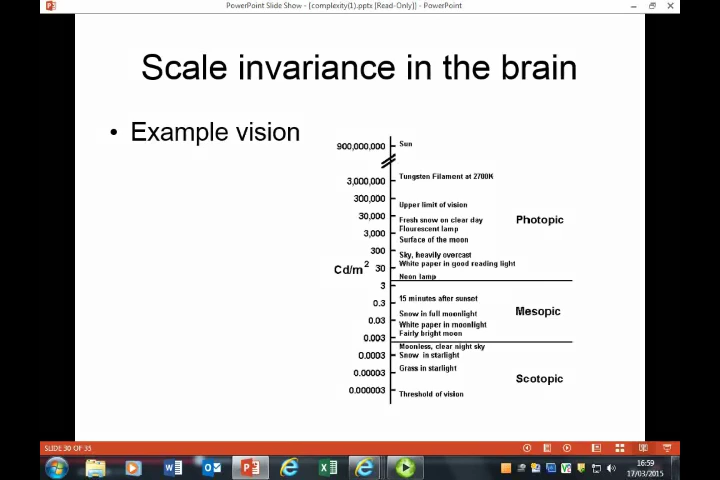 PowerPoint Slide Show - [complexity(1).pptx [Read-Only]] - PowerPoint
Scale invariance in the brain
• Example vision
900,000,000 Sun
3,000,000 Tungsten Filament at 2700K
300,000 Upper limit of vision
30,000 Fresh snow on clear day
Flourescent lamp
Photopic
3,000 Surface of the moon
300 Sky, heavily overcast
White paper in good reading light
Cd/m2 30
Neon lamp
3
0.3 15 minutes after sunset
Snow in full moonlight
Mesopic
0.03 White paper in moonlight
Fairly bright moon
0.003
Moonless, clear night sky
0.0003 Snow in starlight
Grass in starlight
0.00003
Scotopic
0.000003 Threshold of vision
SLIDE 30 OF 35
16:59
17/03/2015